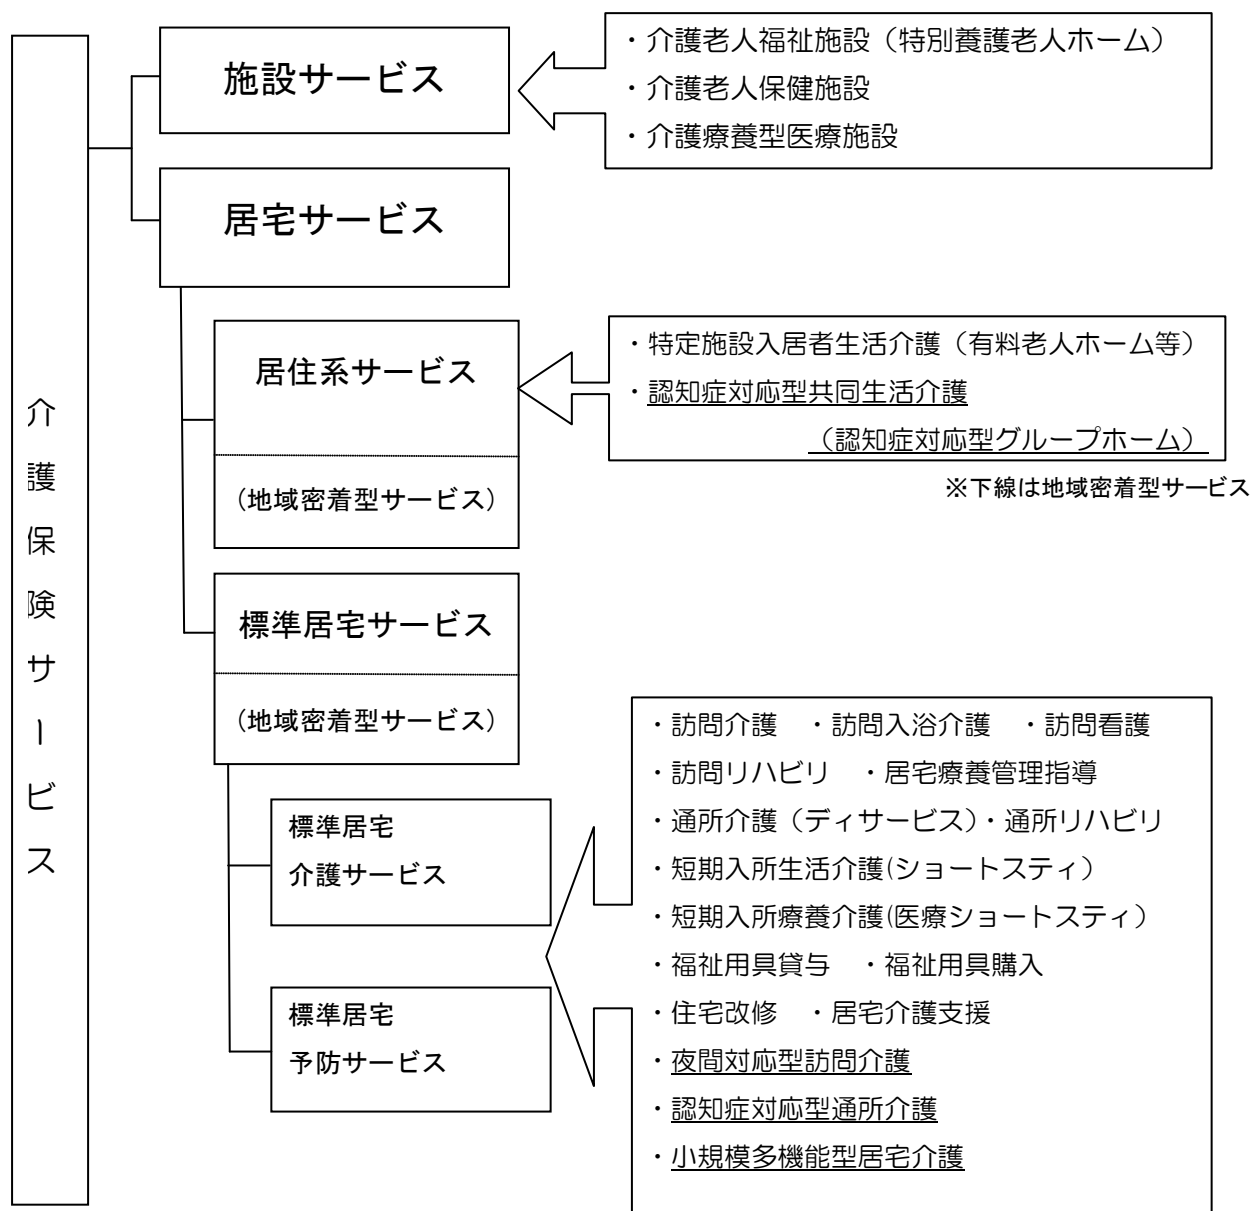 介護保険サービス
施設サービス
・介護老人福祉施設（特別養護老人ホーム）
・介護老人保健施設
・介護療養型医療施設
居宅サービス
居住系サービス
(地域密着型サービス)
・特定施設入居者生活介護（有料老人ホーム等）
・認知症対応型共同生活介護
（認知症対応型グループホーム）
※下線は地域密着型サービス
標準居宅サービス
(地域密着型サービス)
標準居宅
介護サービス
標準居宅
予防サービス
・訪問介護　・訪問入浴介護　・訪問看護
・訪問リハビリ　・居宅療養管理指導
・通所介護（ディサービス）・通所リハビリ
・短期入所生活介護(ショートスティ）
・短期入所療養介護(医療ショートスティ）
・福祉用具貸与　・福祉用具購入
・住宅改修　・居宅介護支援
・夜間対応型訪問介護
・認知症対応型通所介護
・小規模多機能型居宅介護